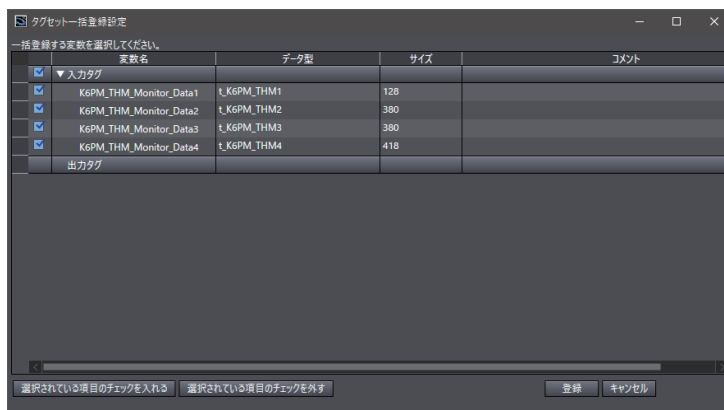 タグセット一括登録設定
一括登録する変数を選択してください。
変数名 データ型 サイズ コメント
▼入力タグ
K6PM_THM_Monitor_Data1 t_K6PM_THM1 128
K6PM_THM_Monitor_Data2 t_K6PM_THM2 380
K6PM_THM_Monitor_Data3 t_K6PM_THM3 380
K6PM_THM_Monitor_Data4 t_K6PM_THM4 418
出力タグ
選択されている項目のチェックを入れる 選択されている項目のチェックを外す 登録 キャンセル